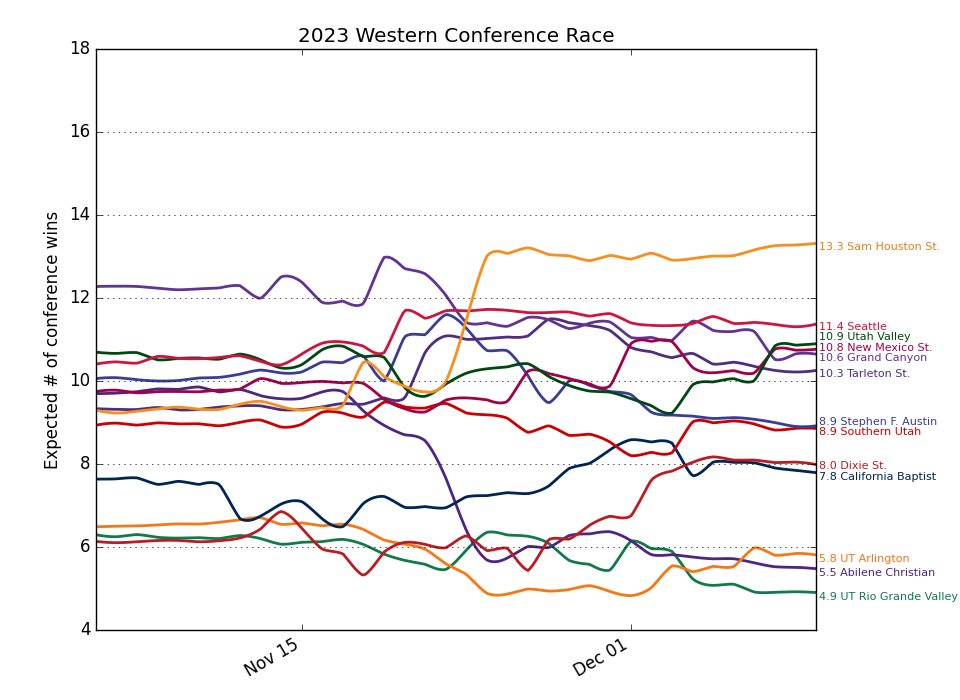 2023 Western Conference Race
Expected # of conference wins
18
16
14
12
10
8
6
4
Nov 15
Dec 01
13.3 Sam Houston St.
11.4 Seattle
10.9 Utah Valley
10.8 New Mexico St.
10.6 Grand Canyon
10.3 Tarleton St.
8.9 Stephen F. Austin
8.9 Southern Utah
8.0 Dixie St.
7.8 California Baptist
5.8 UT Arlington
5.5 Abilene Christian
4.9 UT Rio Grande Valley